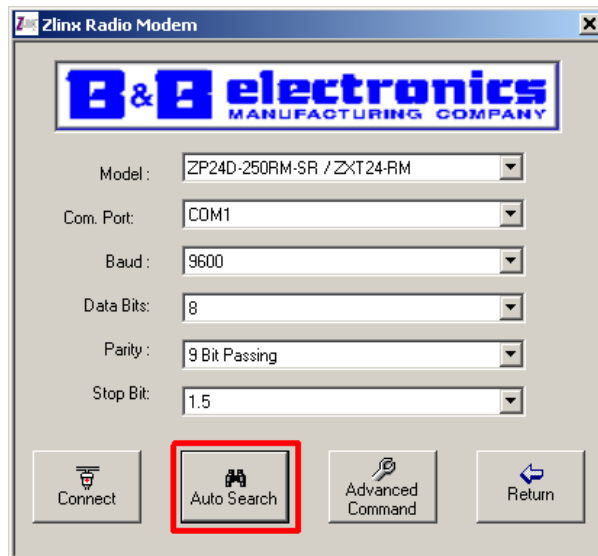 Zlinx Radio Modem
B&B electronics
MANUFACTURING COMPANY
Model : ZP24D-250RM-SR / ZXT24-RM
Com. Port: COM1
Baud : 9600
Data Bits: 8
Parity : 9 Bit Passing
Stop Bit: 1.5
Connect
Auto Search
Advanced
Command
Return